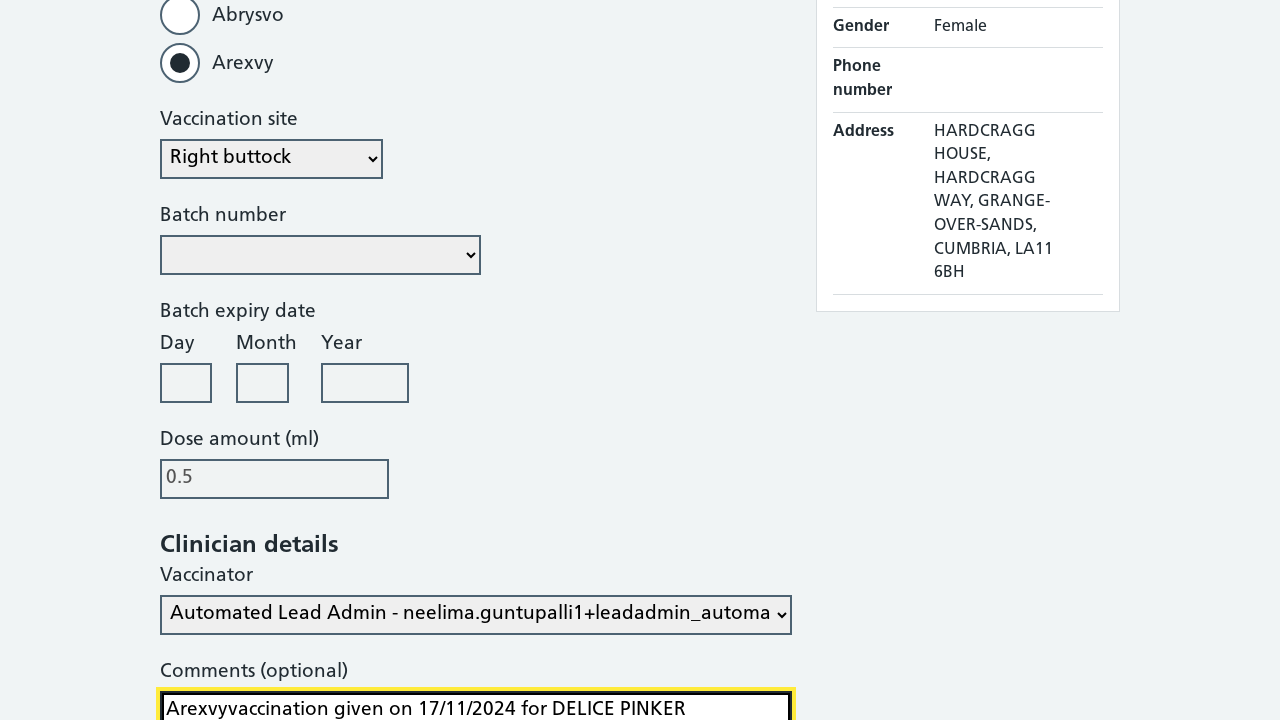 Abrysvo
Arexvy
Vaccination site
Right buttock
Batch number
Batch expiry date
Day Month Year
Dose amount (ml)
0.5
Clinician details
Vaccinator
Automated Lead Admin - neelima.guntupalli1+leadadmin_automa
Comments (optional)
Arexvyvaccination given on 17/11/2024 for DELICE PINKER
Gender Female
Phone
number
Address HARDCRAGG
HOUSE,
HARDCRAGG
WAY, GRANGE-
OVER-SANDS,
CUMBRIA, LA11
6BH